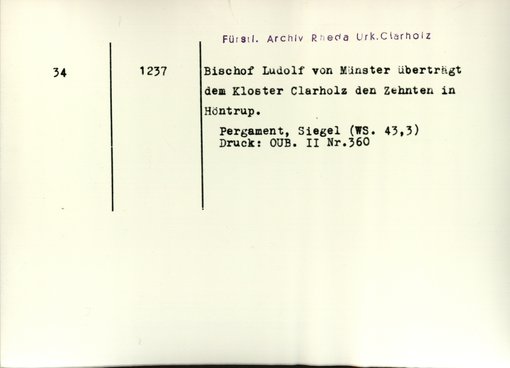 Fürstl. Archiv Rheda Urk.Clarholz
34 1237 Bischof Ludolf von Münster überträgt
dem Kloster Clarholz den Zehnten in
Höntrup.
Pergament, Siegel (WS. 43,3)
Druck: OUB. II Nr.360